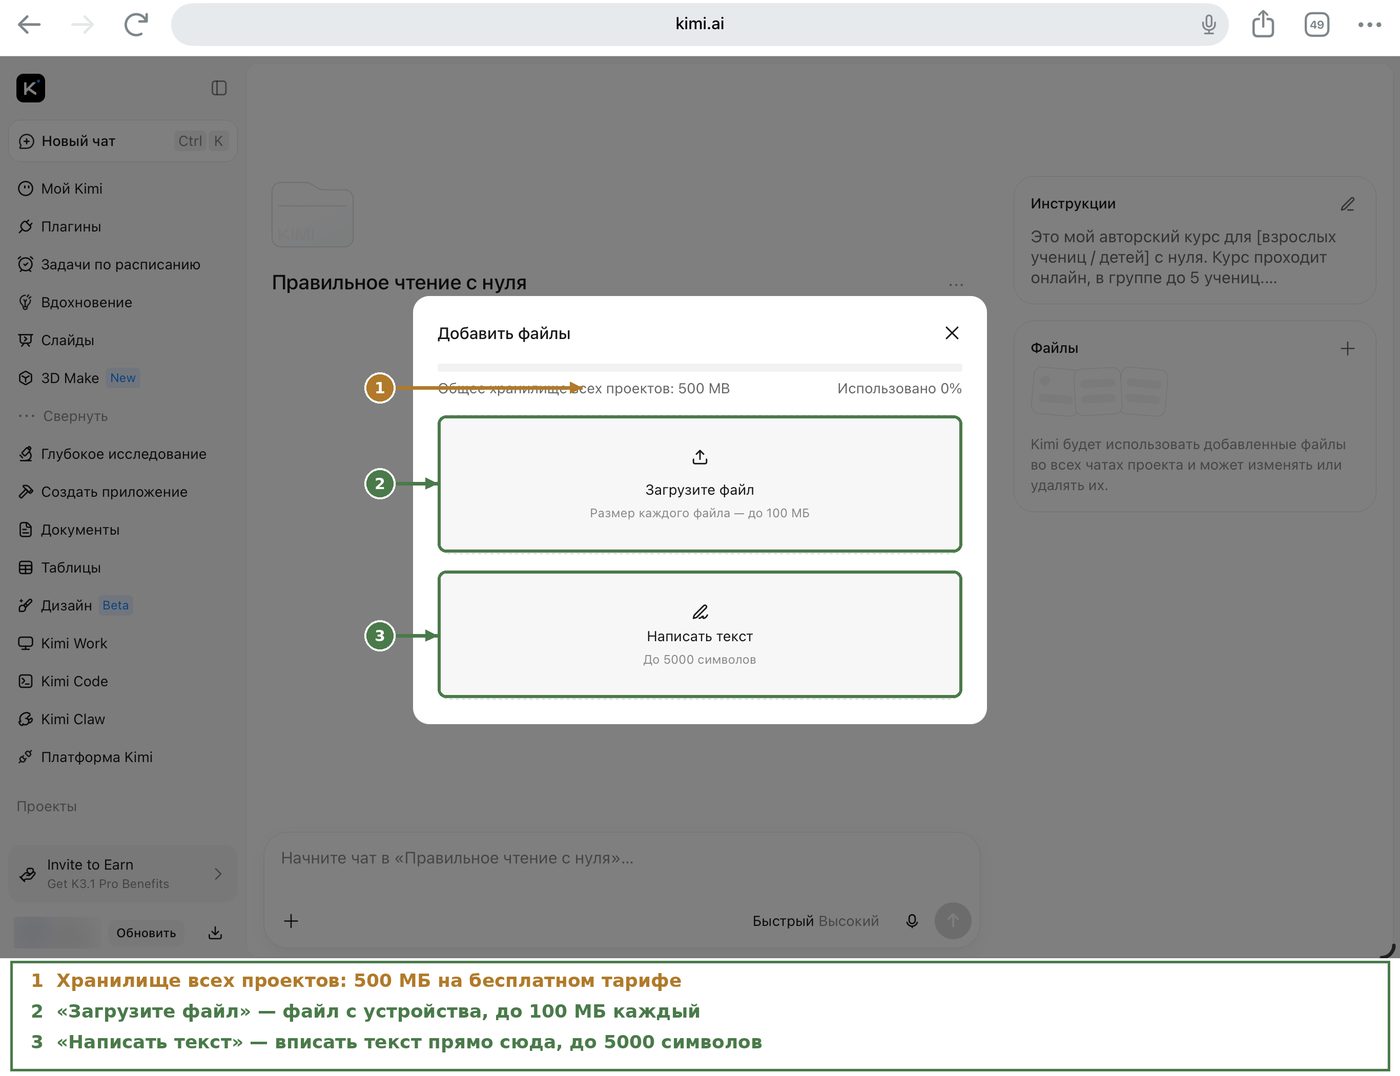 kimi.ai
49
Новый чат Ctrl K
Мой Kimi
Плагины
Задачи по расписанию
Вдохновение
Слайды
3D Make New
Свернуть
Глубокое исследование
Создать приложение
Документы
Таблицы
Дизайн Beta
Kimi Work
Kimi Code
Kimi Claw
Платформа Kimi
Проекты
Invite to Earn
Get K3.1 Pro Benefits
Обновить
KIMI
Правильное чтение с нуля
Добавить файлы
1
Общее хранилище всех проектов: 500 MB
Использовано 0%
2
Загрузите файл
Размер каждого файла — до 100 МБ
3
Написать текст
До 5000 символов
Начните чат в «Правильное чтение с нуля»...
Быстрый Высокий
Инструкции
Это мой авторский курс для [взрослых
учениц / детей] с нуля. Курс проходит
онлайн, в группе до 5 учениц....
Файлы
Kimi будет использовать добавленные файлы
во всех чатах проекта и может изменять или
удалять их.
1 Хранилище всех проектов: 500 МБ на бесплатном тарифе
2 «Загрузите файл» — файл с устройства, до 100 МБ каждый
3 «Написать текст» — вписать текст прямо сюда, до 5000 символов